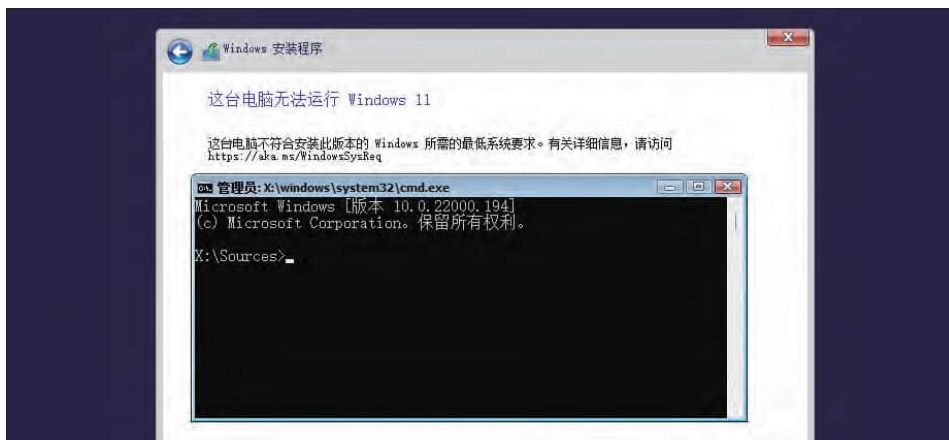 Windows 安装程序
这台电脑无法运行 Windows 11
这台电脑不符合安装此版本的 Windows 所需的最低系统要求。有关详细信息，请访问
https://aka.ms/WindowsSysReq
管理员: X:\windows\system32\cmd.exe
Microsoft Windows [版本 10.0.22000.194]
(c) Microsoft Corporation。保留所有权利。
X:\Sources>